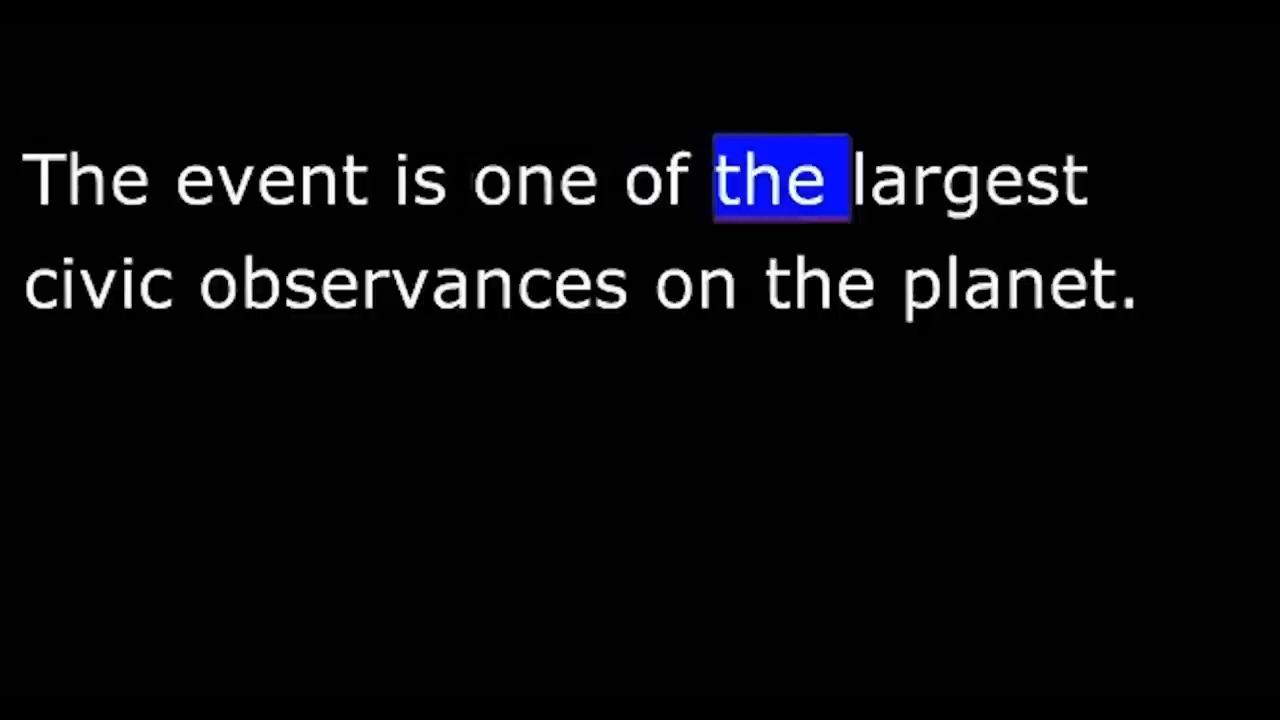 The event is one of the largest
civic observances on the planet.